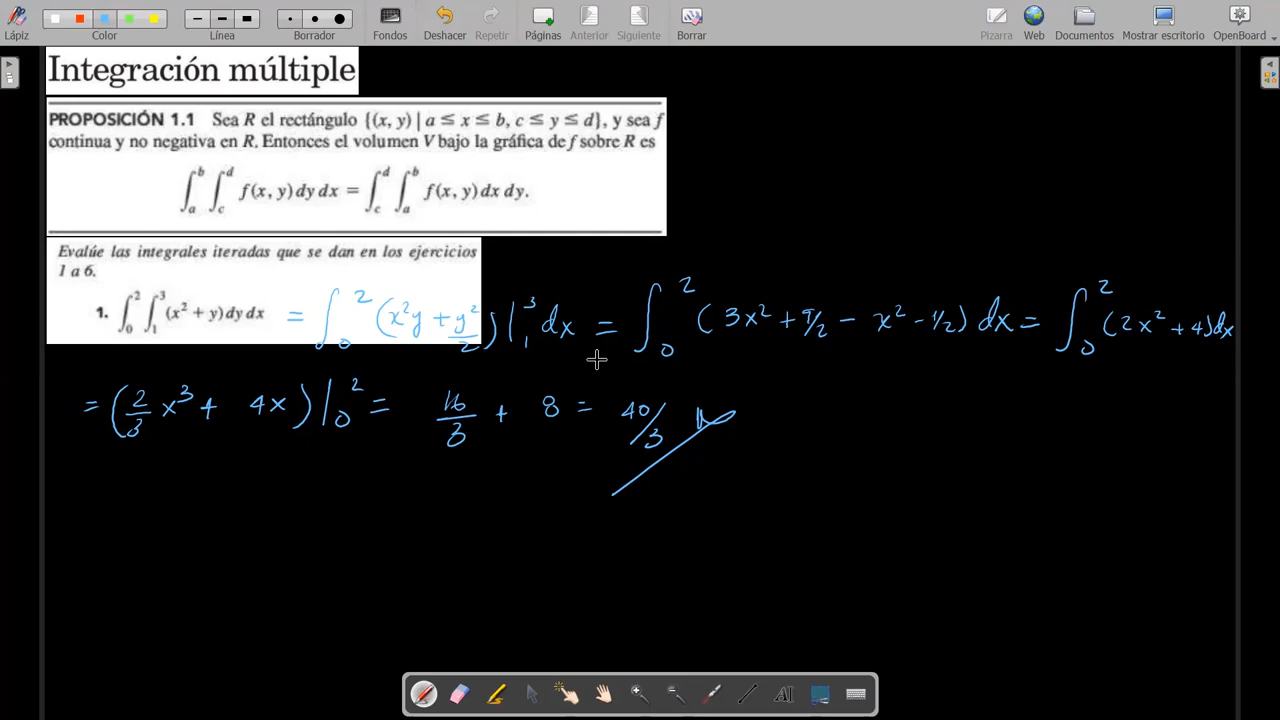 Lápiz Color Línea Borrador Fondos Deshacer Repetir Páginas Anterior Siguiente Borrar Pizarra Web Documentos Mostrar escritorio OpenBoard
Integración múltiple
PROPOSICIÓN 1.1 Sea R el rectángulo {(x, y) | a ≤ x ≤ b, c ≤ y ≤ d}, y sea f
continua y no negativa en R. Entonces el volumen V bajo la gráfica de f sobre R es
∫_a^b ∫_c^d f(x, y) dy dx = ∫_c^d ∫_a^b f(x, y) dx dy.
Evalúe las integrales iteradas que se dan en los ejercicios
1 a 6.
1. ∫_0^2 ∫_1^3 (x² + y) dy dx = ∫_0^2 (x²y + y²/2) |_1^3 dx = ∫_0^2 (3x² + 9/2 - x² - 1/2) dx = ∫_0^2 (2x² + 4) dx
= (2/3 x³ + 4x) |_0^2 = 16/3 + 8 = 40/3
AI